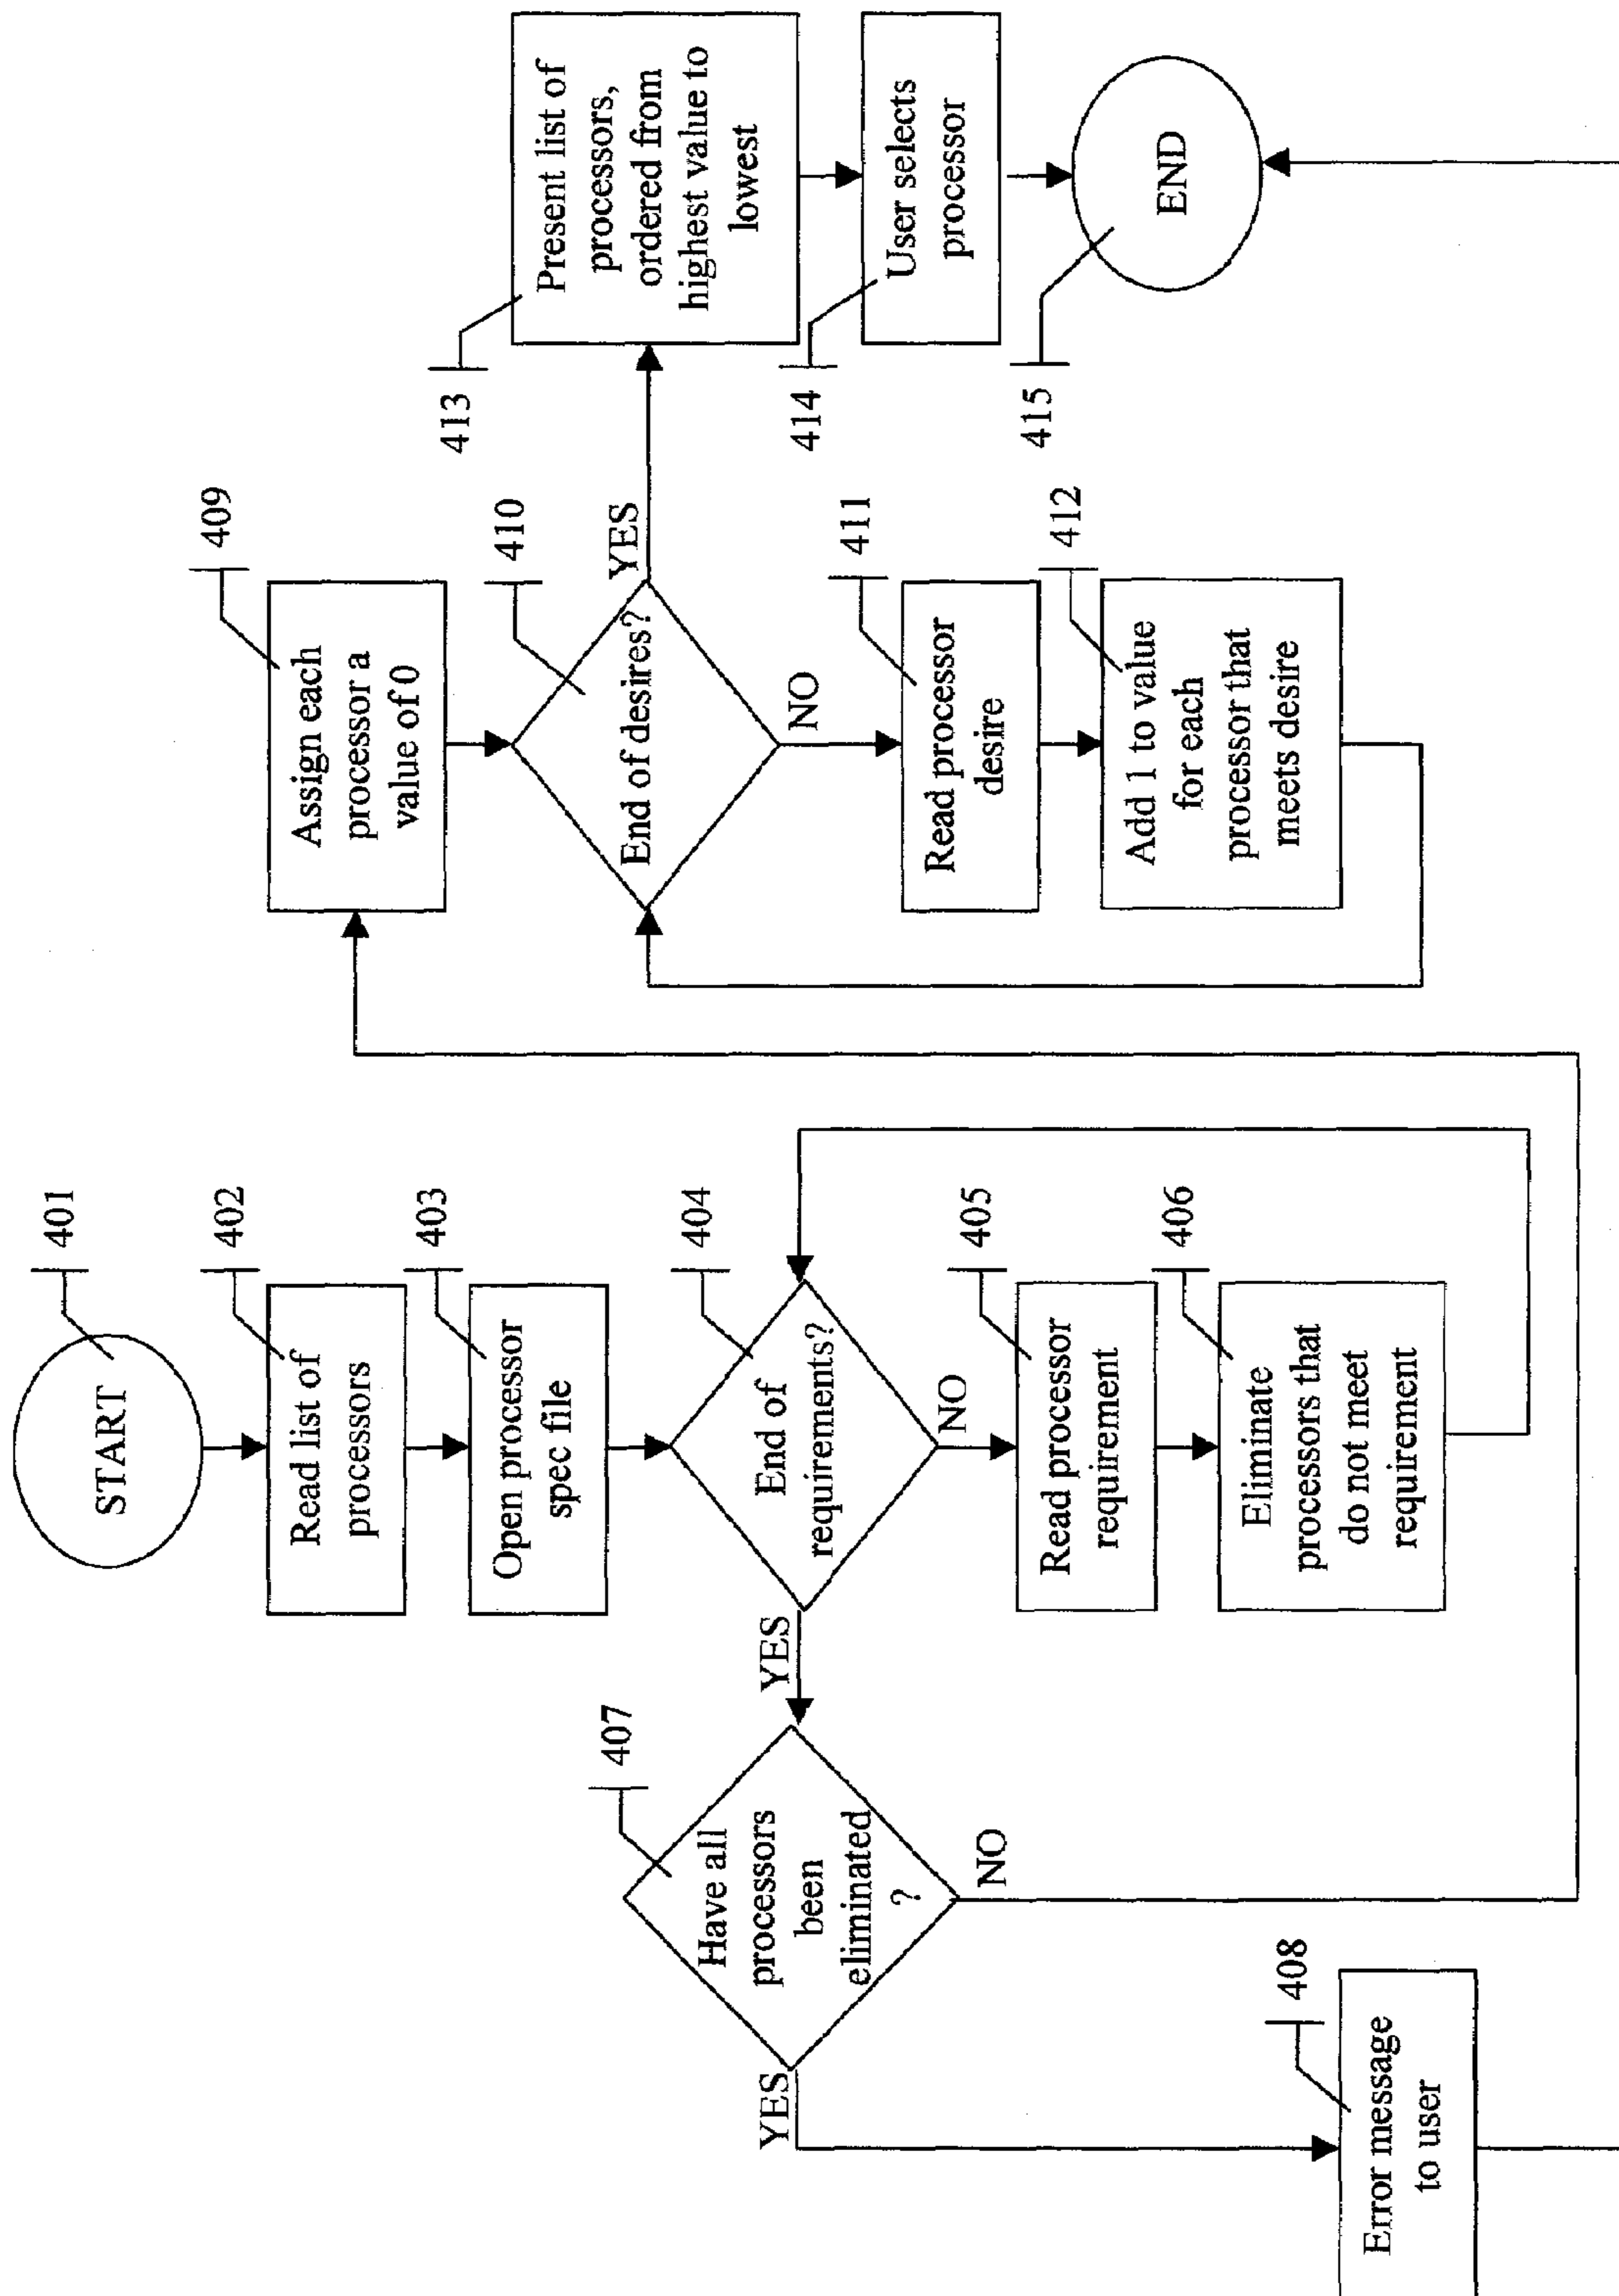 START
401
Read list of
processors
402
Open processor
spec file
403
End of
requirements?
404
NO
YES
Read processor
requirement
405
Eliminate
processors that
do not meet
requirement
406
Have all
processors
been
eliminated
?
407
YES
NO
Error message
to user
408
Assign each
processor a
value of 0
409
End of desires?
410
YES
NO
Read processor
desire
411
Add 1 to value
for each
processor that
meets desire
412
Present list of
processors,
ordered from
highest value to
lowest
413
User selects
processor
414
END
415